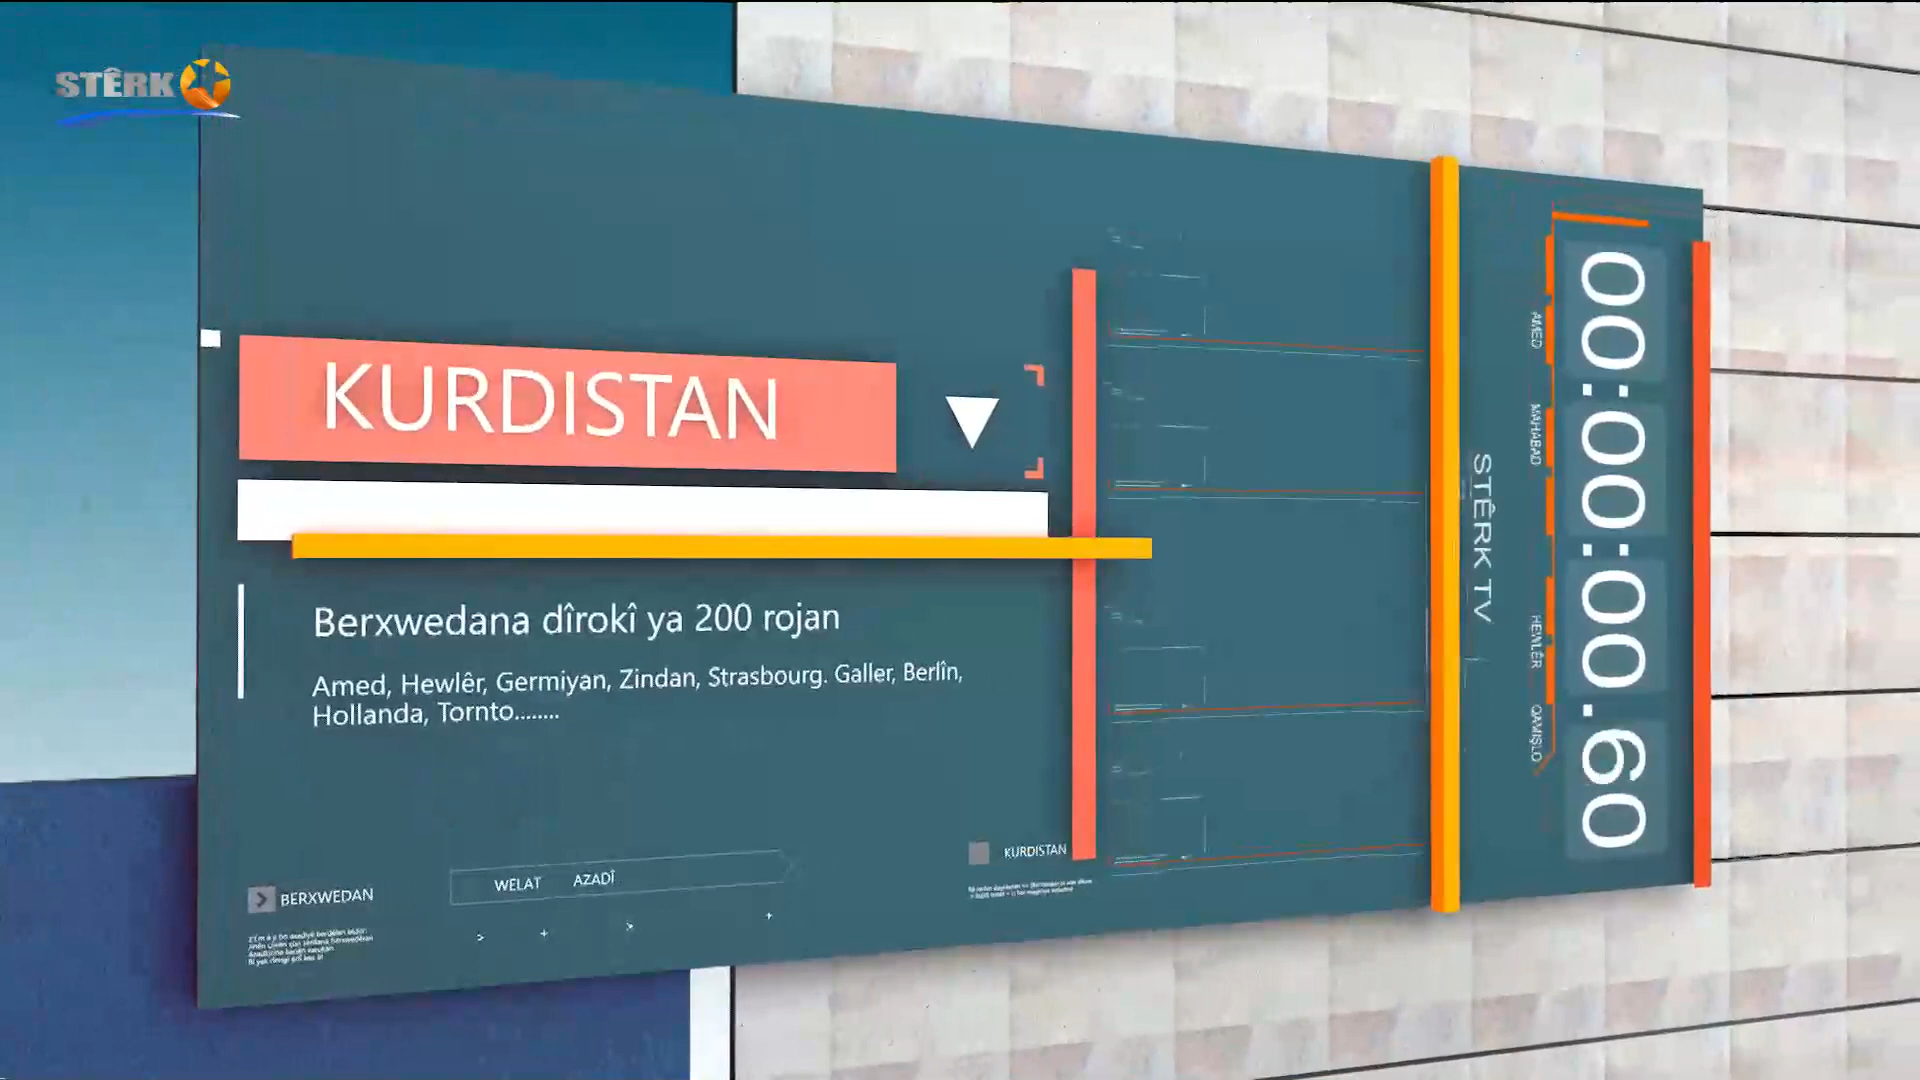 STÊRK
KURDISTAN
Berxwedana dîrokî ya 200 rojan
Amed, Hewlêr, Germiyan, Zindan, Strasbourg. Galler, Berlîn,
Hollanda, Tornto........
BERXWEDAN
WELAT AZADÎ
KURDISTAN
STÊRK TV
AMED
MAHABAD
HEWLÊR
QAMIŞLO
00:00:00.60